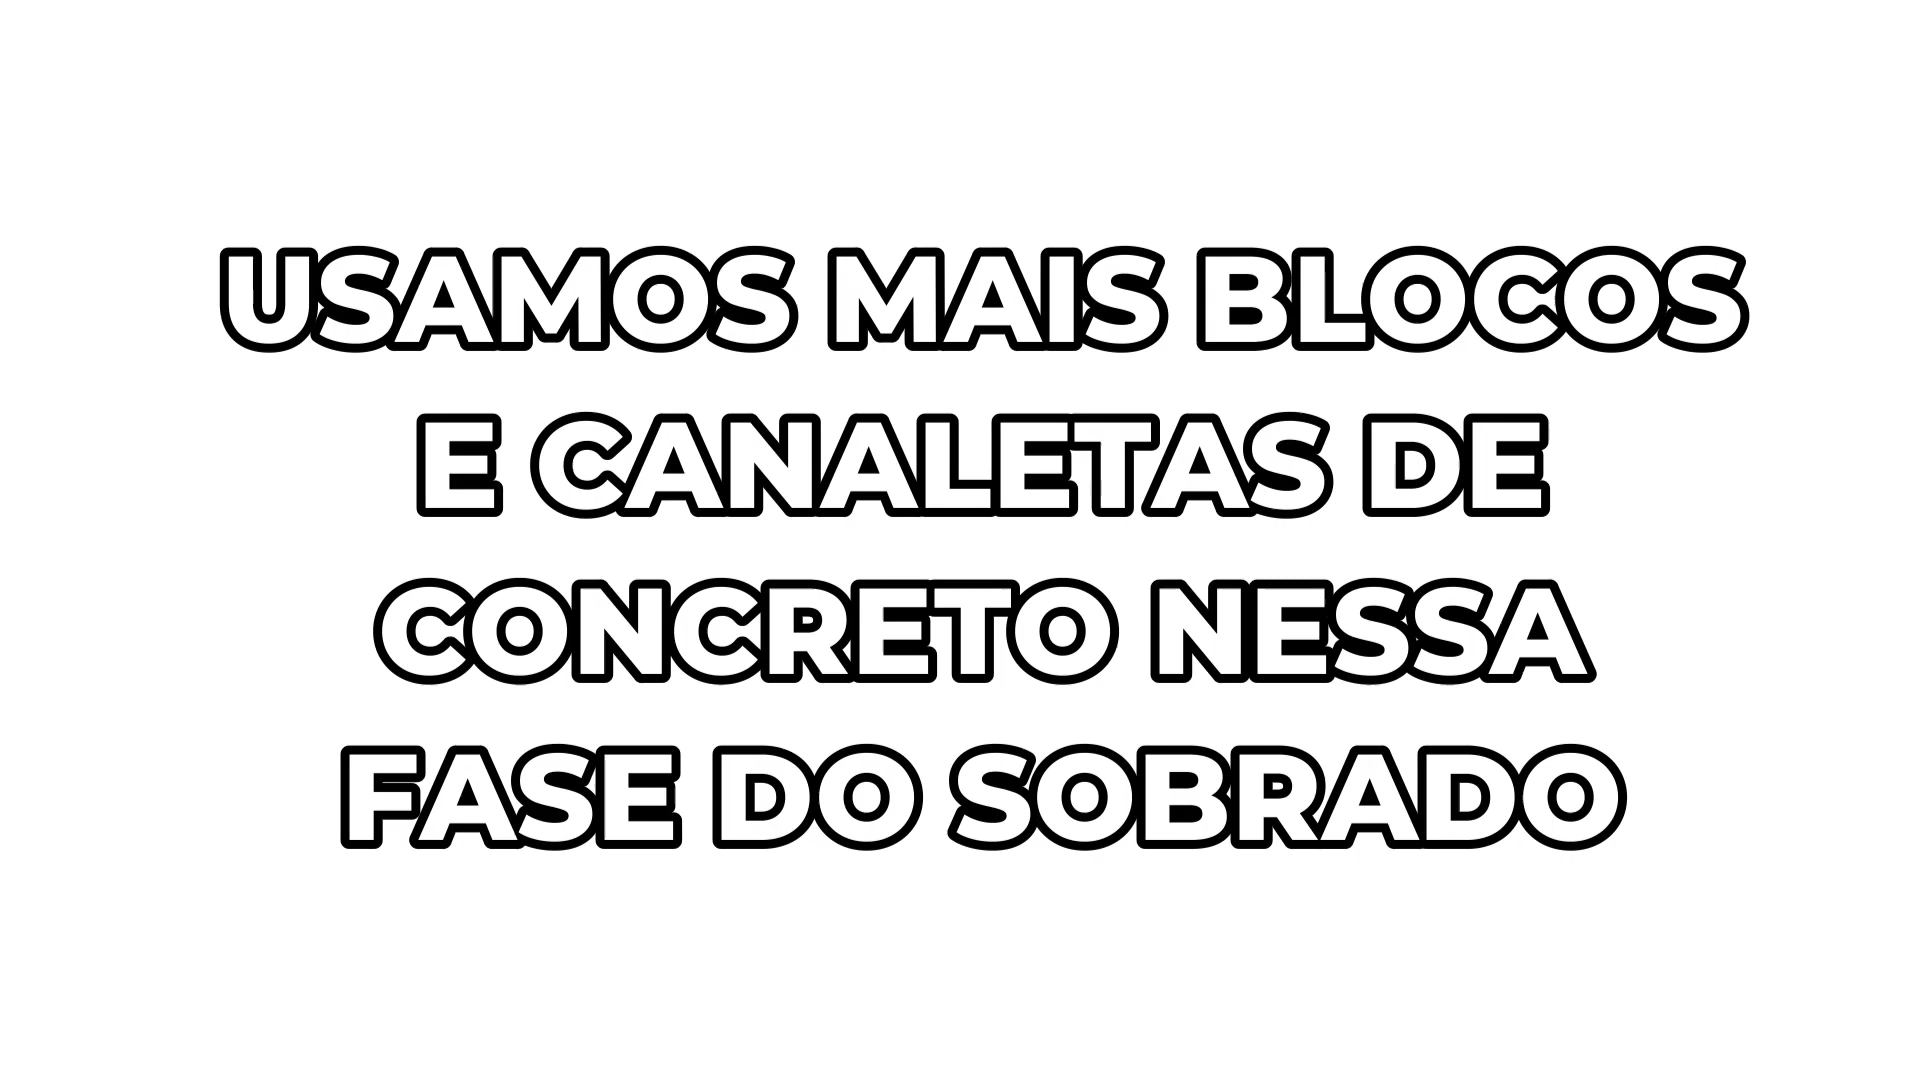 USAMOS MAIS BLOCOS
E CANALETAS DE
CONCRETO NESSA
FASE DO SOBRADO